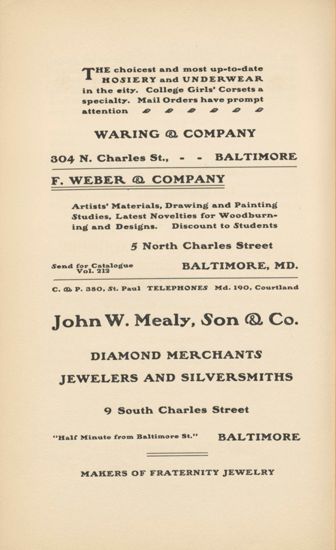 THE choicest and most up-to-date
HOSIERY and UNDERWEAR
in the city. College Girls' Corsets a
specialty. Mail Orders have prompt
attention
WARING & COMPANY
304 N. Charles St., - - BALTIMORE
F. WEBER & COMPANY
Artists' Materials, Drawing and Painting
Studies, Latest Novelties for Woodburn-
ing and Designs. Discount to Students
5 North Charles Street
Send for Catalogue
Vol. 212
BALTIMORE, MD.
C. & P. 380, St. Paul TELEPHONES Md. 190, Courtland
John W. Mealy, Son & Co.
DIAMOND MERCHANTS
JEWELERS AND SILVERSMITHS
9 South Charles Street
"Half Minute from Baltimore St." BALTIMORE
MAKERS OF FRATERNITY JEWELRY